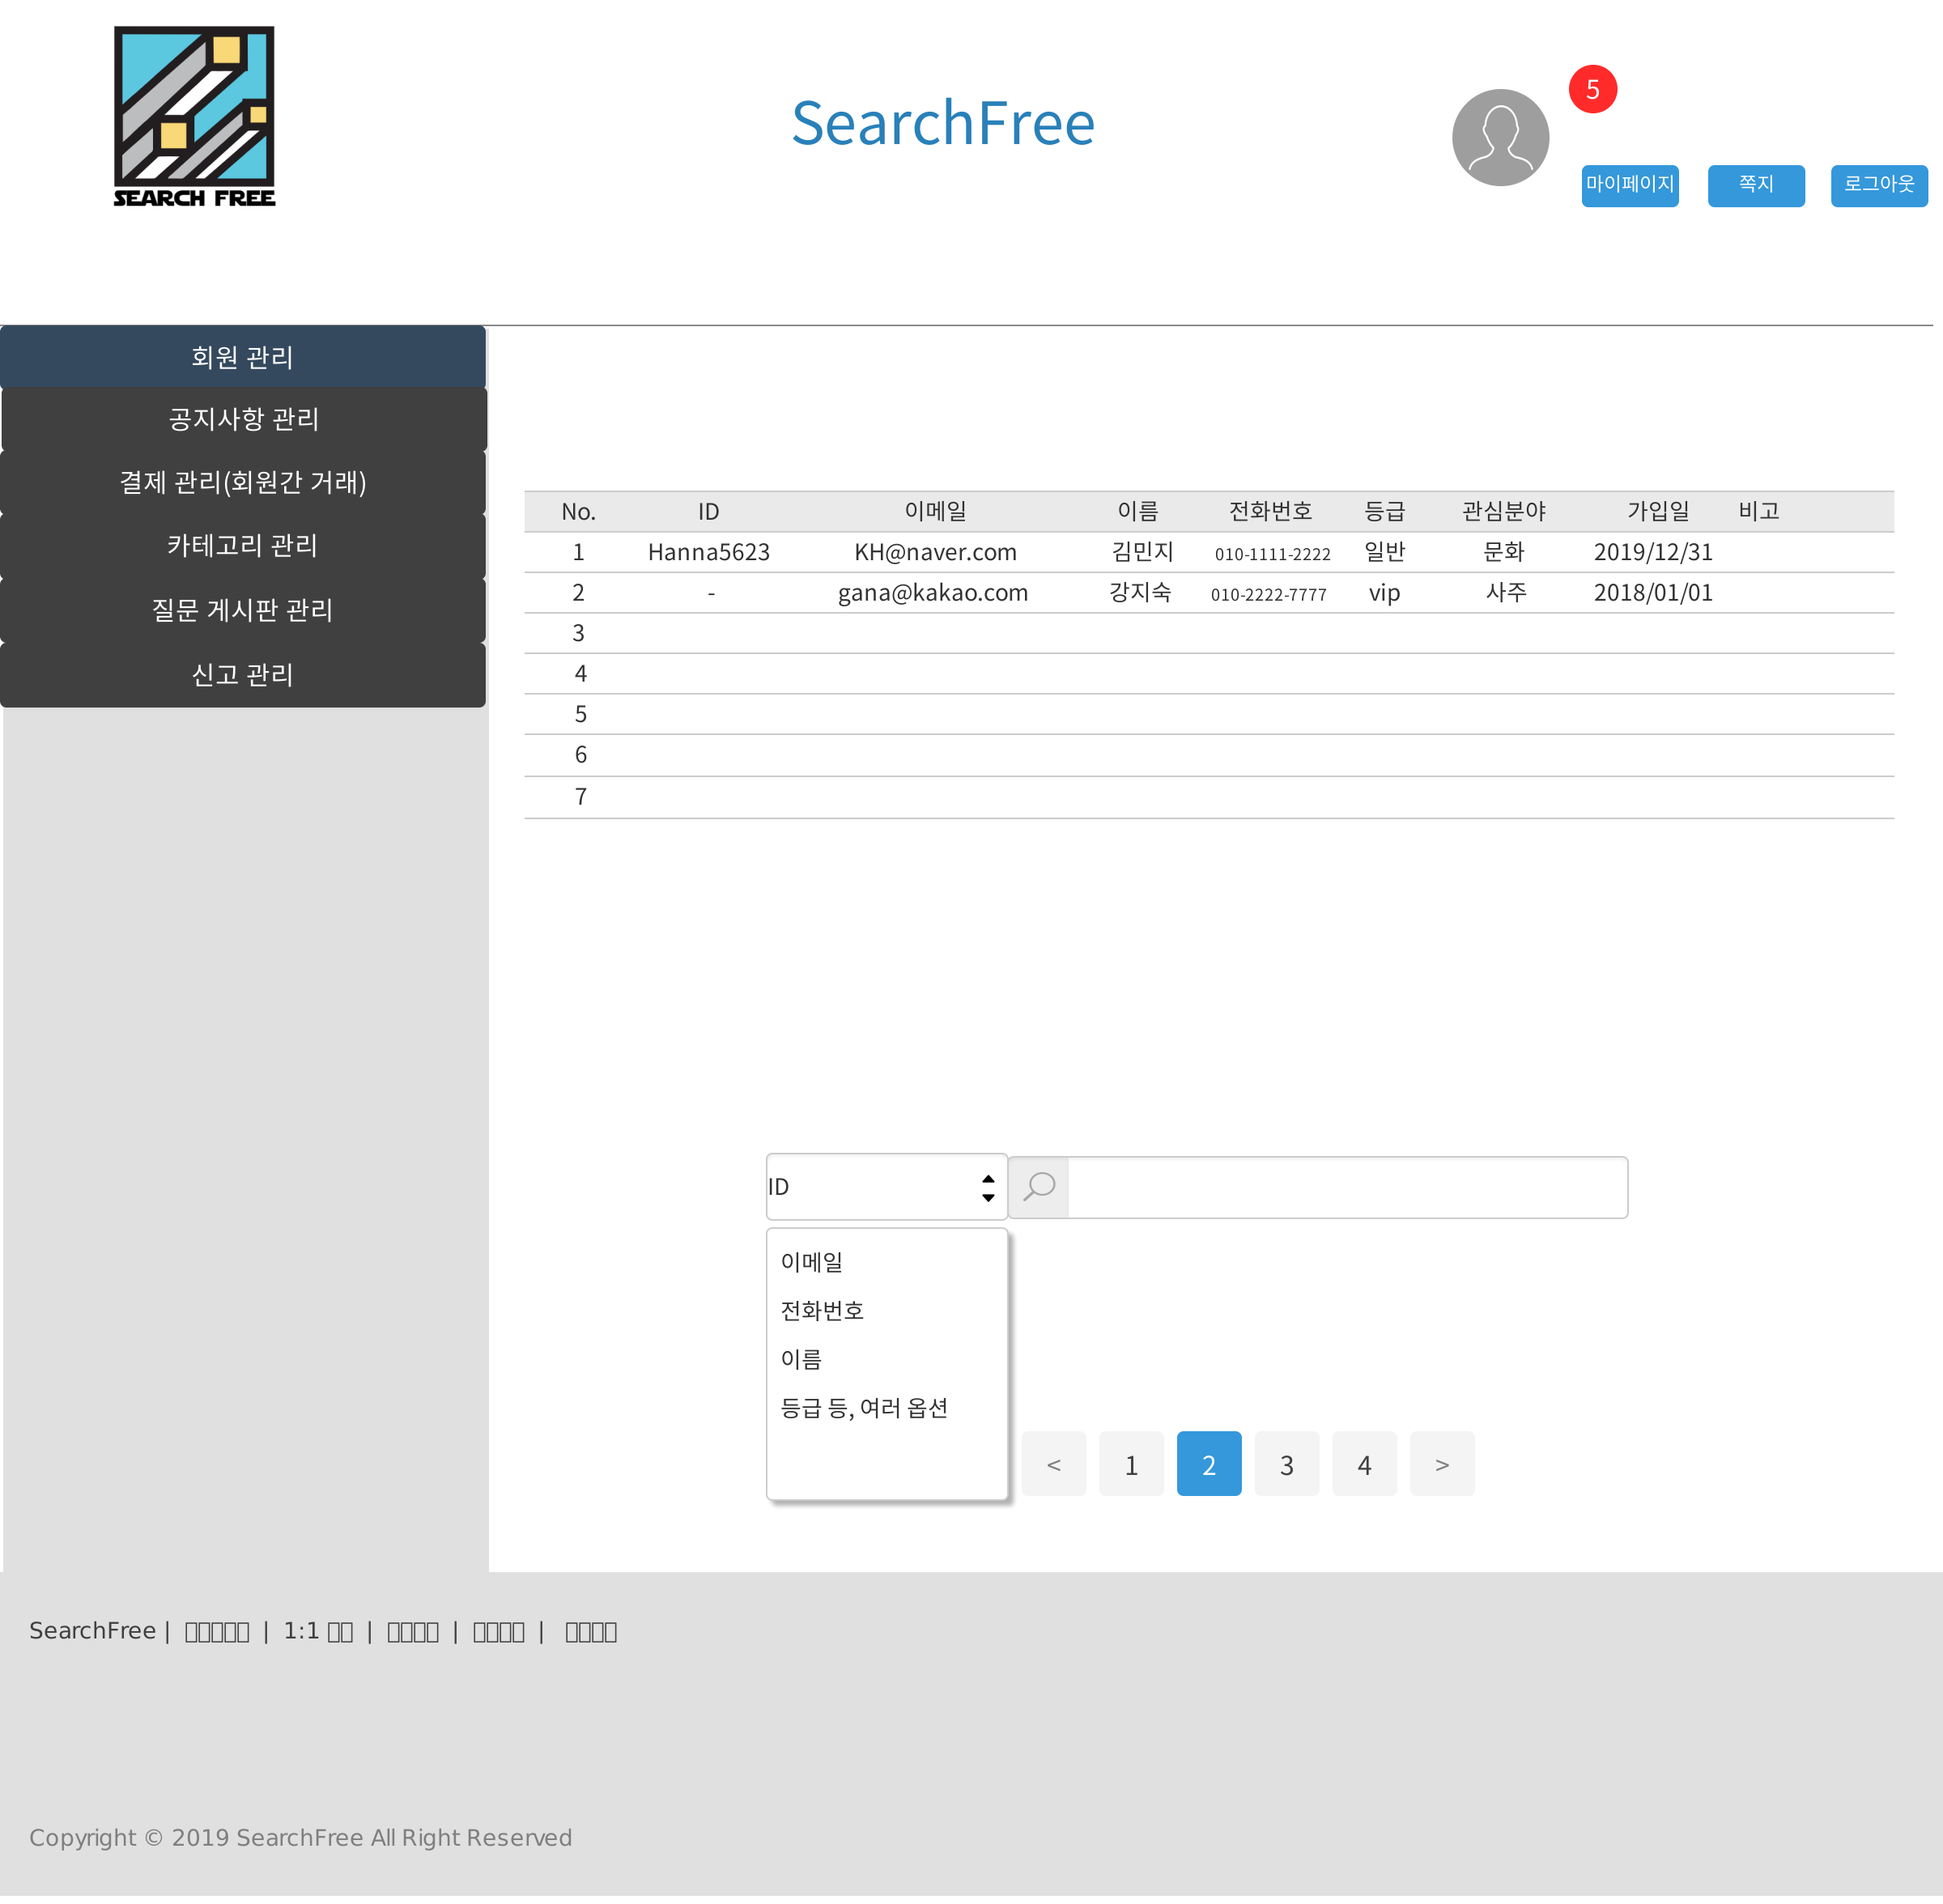 SEARCH FREE
SearchFree
5
마이페이지 쪽지 로그아웃
회원 관리
공지사항 관리
결제 관리(회원간 거래)
카테고리 관리
질문 게시판 관리
신고 관리
No. ID 이메일 이름 전화번호 등급 관심분야 가입일 비고
1 Hanna5623 KH@naver.com 김민지 010-1111-2222 일반 문화 2019/12/31
2 - gana@kakao.com 강지숙 010-2222-7777 vip 사주 2018/01/01
3
4
5
6
7
ID
이메일
전화번호
이름
등급 등, 여러 옵션
< 1 2 3 4 >
SearchFree | | 1:1 | | |
Copyright © 2019 SearchFree All Right Reserved